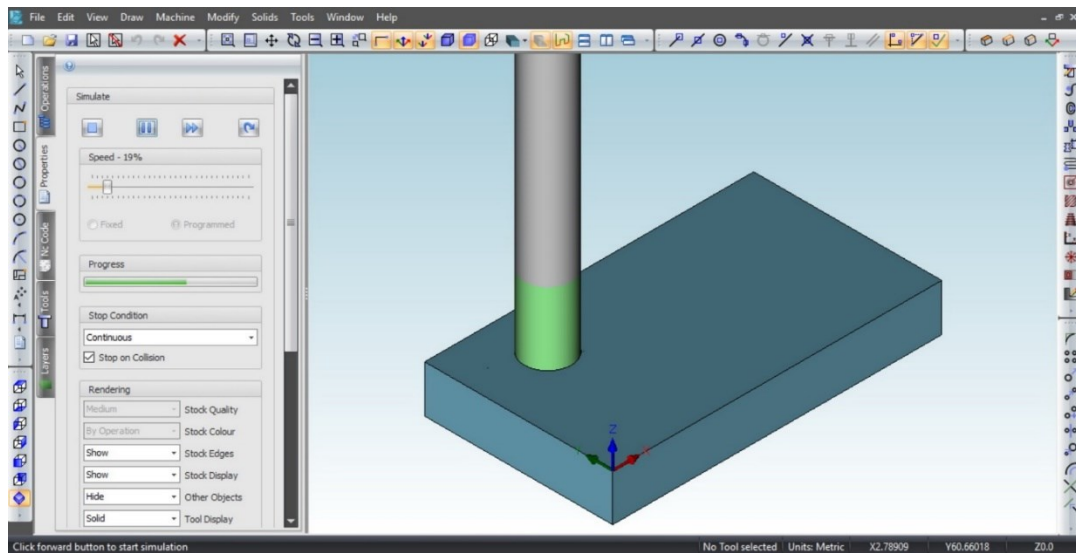 File Edit View Draw Machine Modify Solids Tools Window Help
Operations
Properties
Nc Code
Tools
Layers
Simulate
Speed - 19%
Fixed Programmed
Progress
Stop Condition
Continuous
Stop on Collision
Rendering
Medium Stock Quality
By Operation Stock Colour
Show Stock Edges
Show Stock Display
Hide Other Objects
Solid Tool Display
Z
Click forward button to start simulation No Tool selected Units: Metric X2.78909 Y60.66018 Z0.0